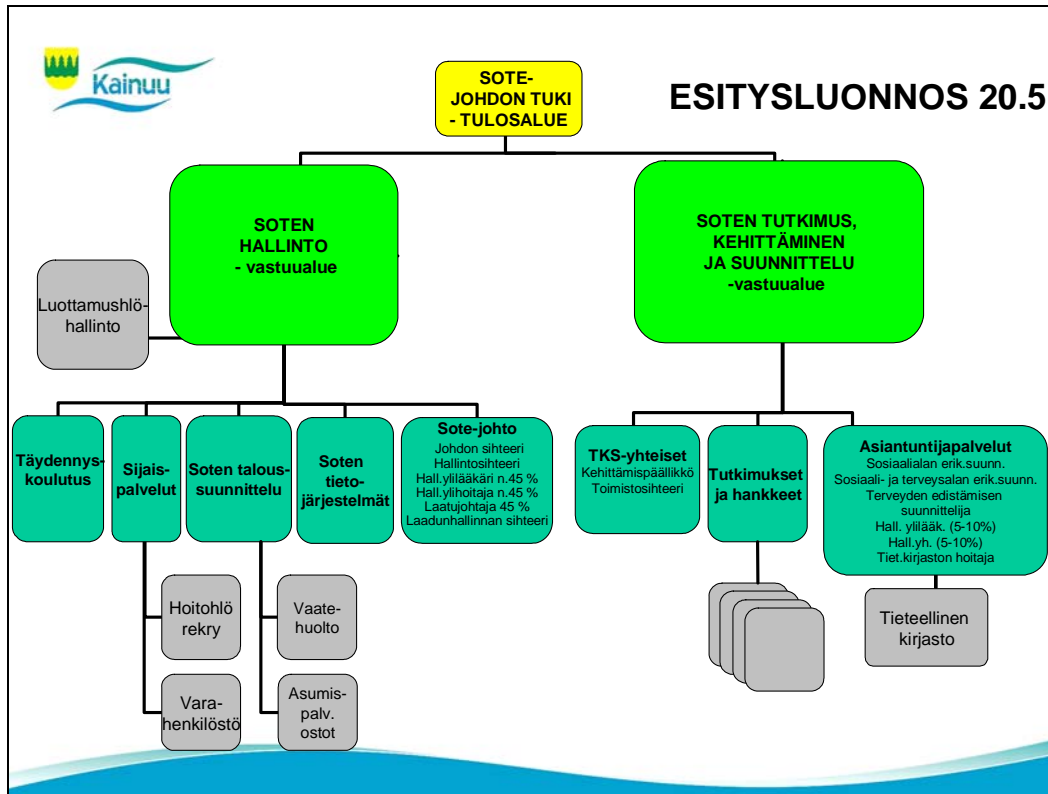 Kainuu
SOTE-
JOHDON TUKI
- TULOSALUE
ESITYSLUONNOS 20.5
SOTEN
HALLINTO
- vastuualue
SOTEN TUTKIMUS,
KEHITTÄMINEN
JA SUUNNITTELU
-vastuualue
Luottamushlö-
hallinto
Täydennys
koulutus
Sijais-
palvelut
Soten talous-
suunnittelu
Soten
tieto-
järjestelmät
Sote-johto
Johdon sihteeri
Hallintosihteeri
Hall.ylilääkäri n.45 %
Hall.ylihoitaja n.45 %
Laatujohtaja 45 %
Laadunhallinnan sihteeri
TKS-yhteiset
Kehittämispäällikkö
Toimistosihteeri
Tutkimukset
ja hankkeet
Asiantuntijapalvelut
Sosiaalialan erik.suunn.
Sosiaali- ja terveysalan erik.suunn.
Terveyden edistämisen
suunnittelija
Hall. ylilääk. (5-10%)
Hall.yh. (5-10%)
Tiet.kirjaston hoitaja
Hoitohlö
rekry
Vaate-
huolto
Tieteellinen
kirjasto
Vara-
henkilöstö
Asumis-
palv.
ostot